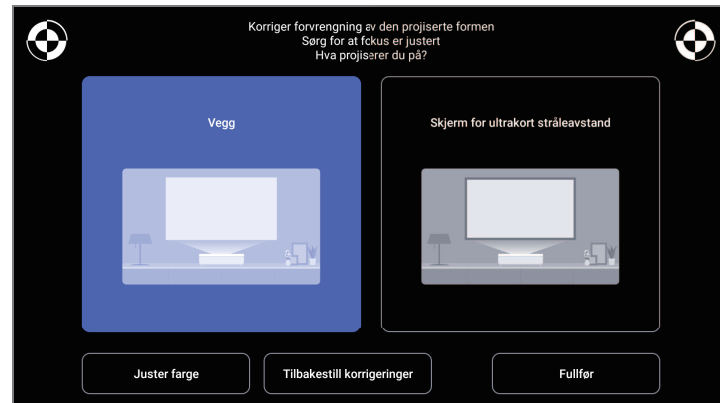 Korriger forvrengning av den projiserte formen
Sørg for at fokus er justert
Hva projiserer du på?
Vegg
Skjerm for ultrakort stråleavstand
Juster farge
Tilbakestill korrigeringer
Fullfør